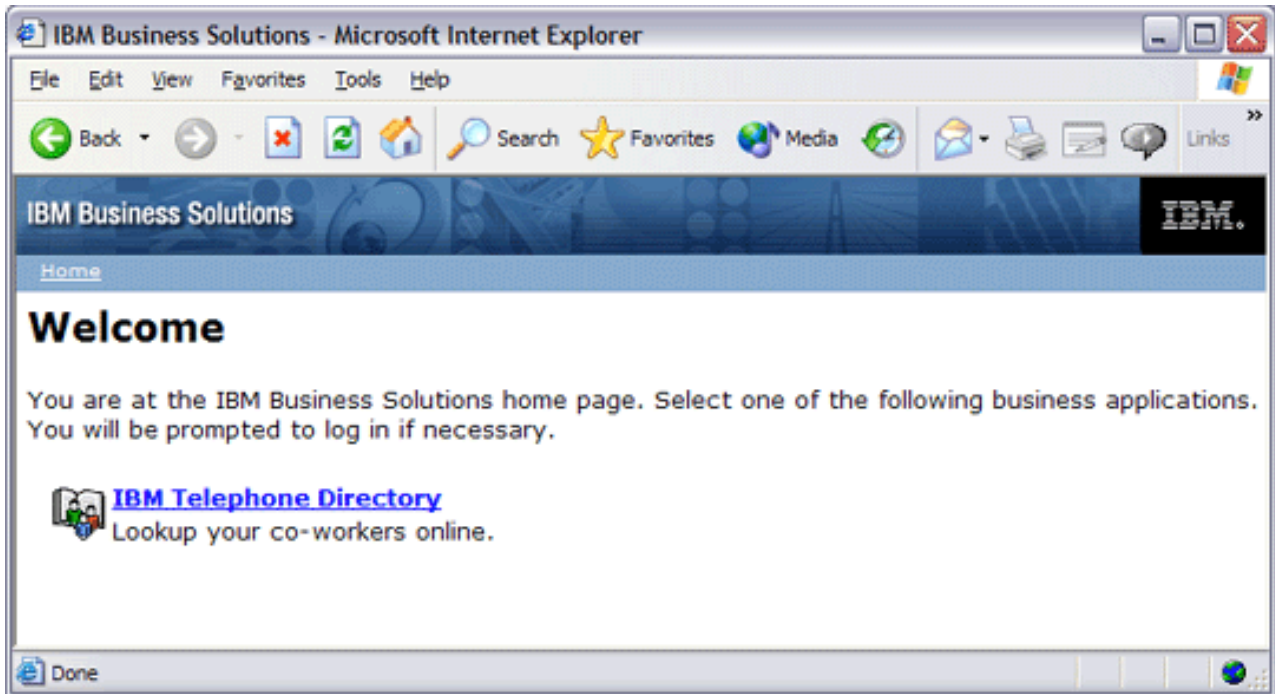 IBM Business Solutions - Microsoft Internet Explorer
File Edit View Favorites Tools Help
Back Search Favorites Media Links »
IBM Business Solutions IBM.
Home
Welcome
You are at the IBM Business Solutions home page. Select one of the following business applications.
You will be prompted to log in if necessary.
IBM Telephone Directory
Lookup your co-workers online.
Done